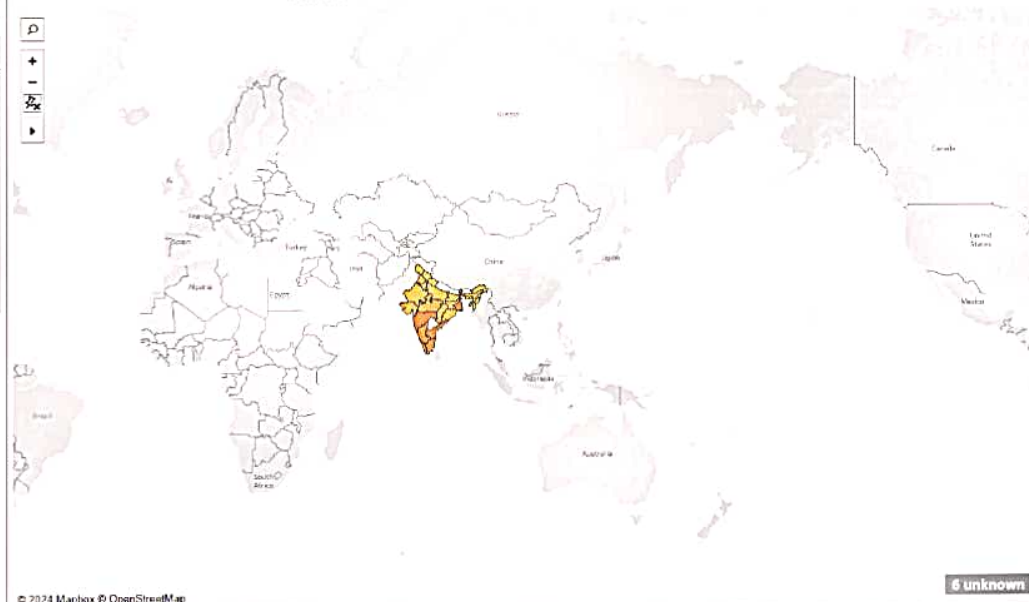 Canada
France
United
States
Spain
Turkey
China
Japan
Iran
Algeria
Egypt
Mexico
Indonesia
Brazil
Australia
South
Africa
6 unknown
© 2024 Mapbox © OpenStreetMap